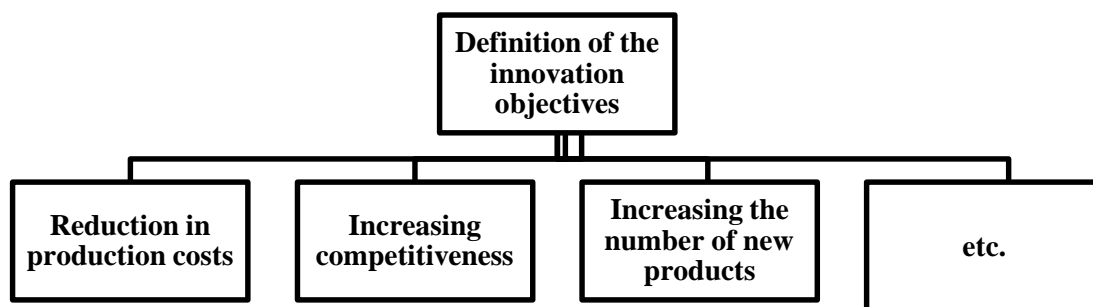 Definition of the
innovation
objectives
Reduction in
production costs
Increasing
competitiveness
Increasing the
number of new
products
etc.